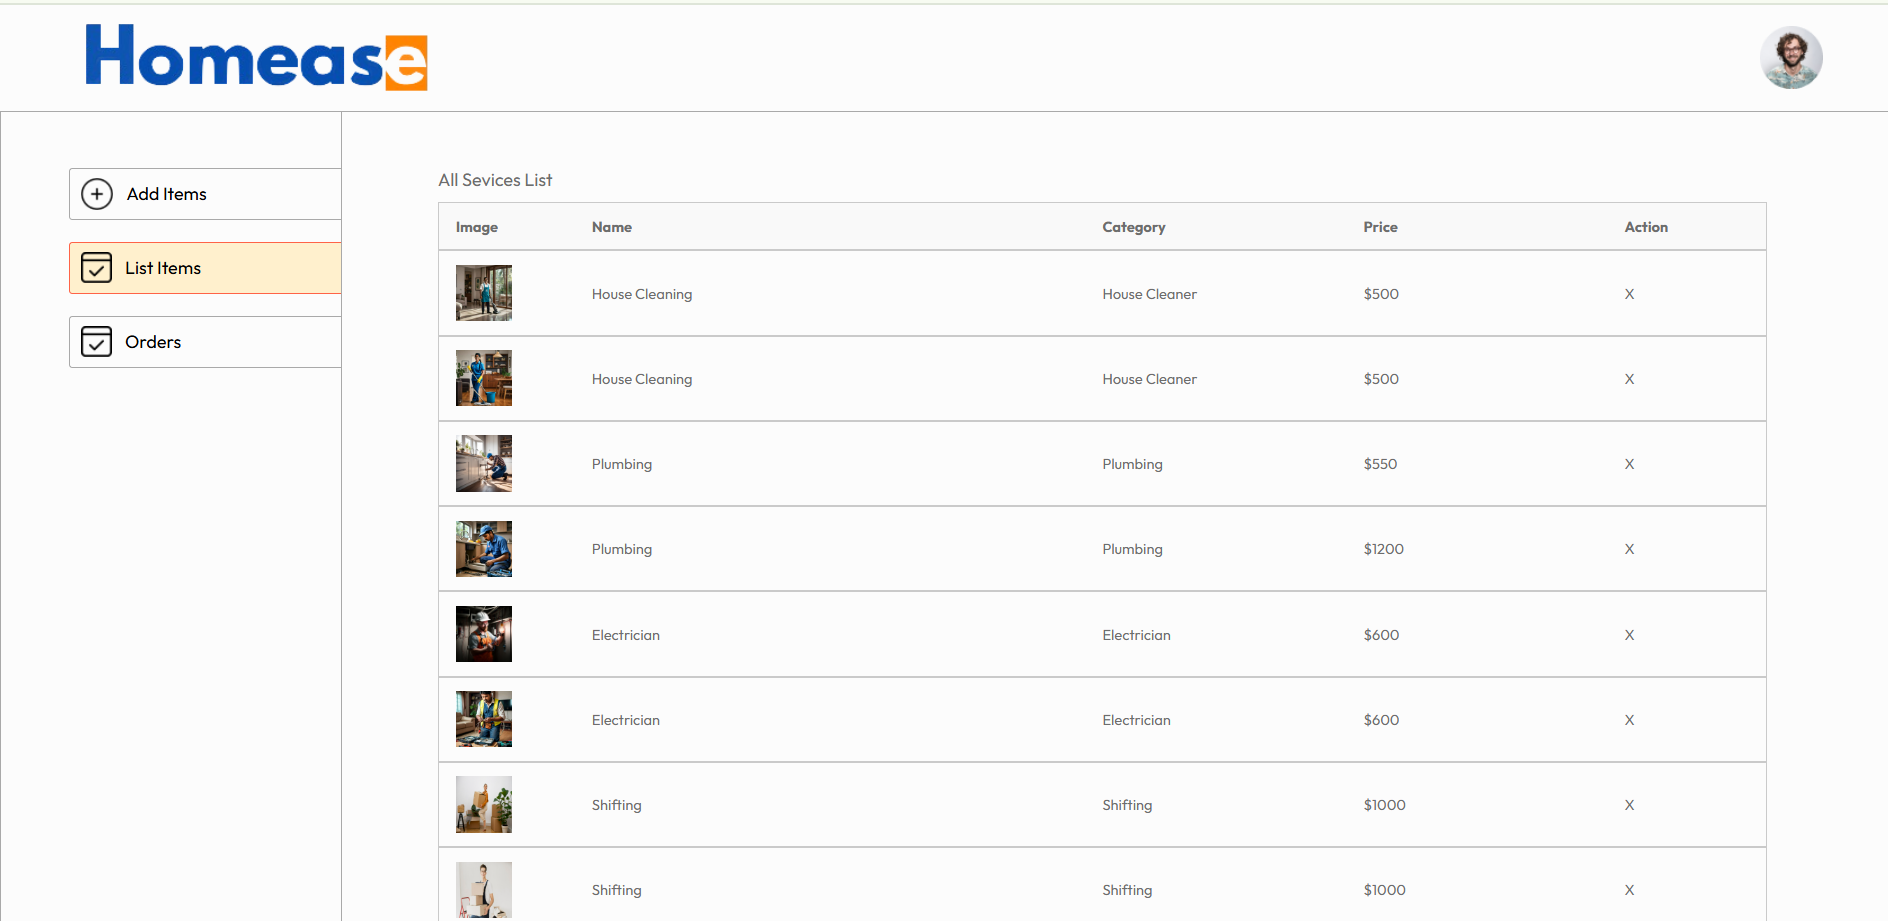 Homease
Add Items
List Items
Orders
All Sevices List
Image Name Category Price Action
House Cleaning House Cleaner $500 X
House Cleaning House Cleaner $500 X
Plumbing Plumbing $550 X
Plumbing Plumbing $1200 X
Electrician Electrician $600 X
Electrician Electrician $600 X
Shifting Shifting $1000 X
Shifting Shifting $1000 X